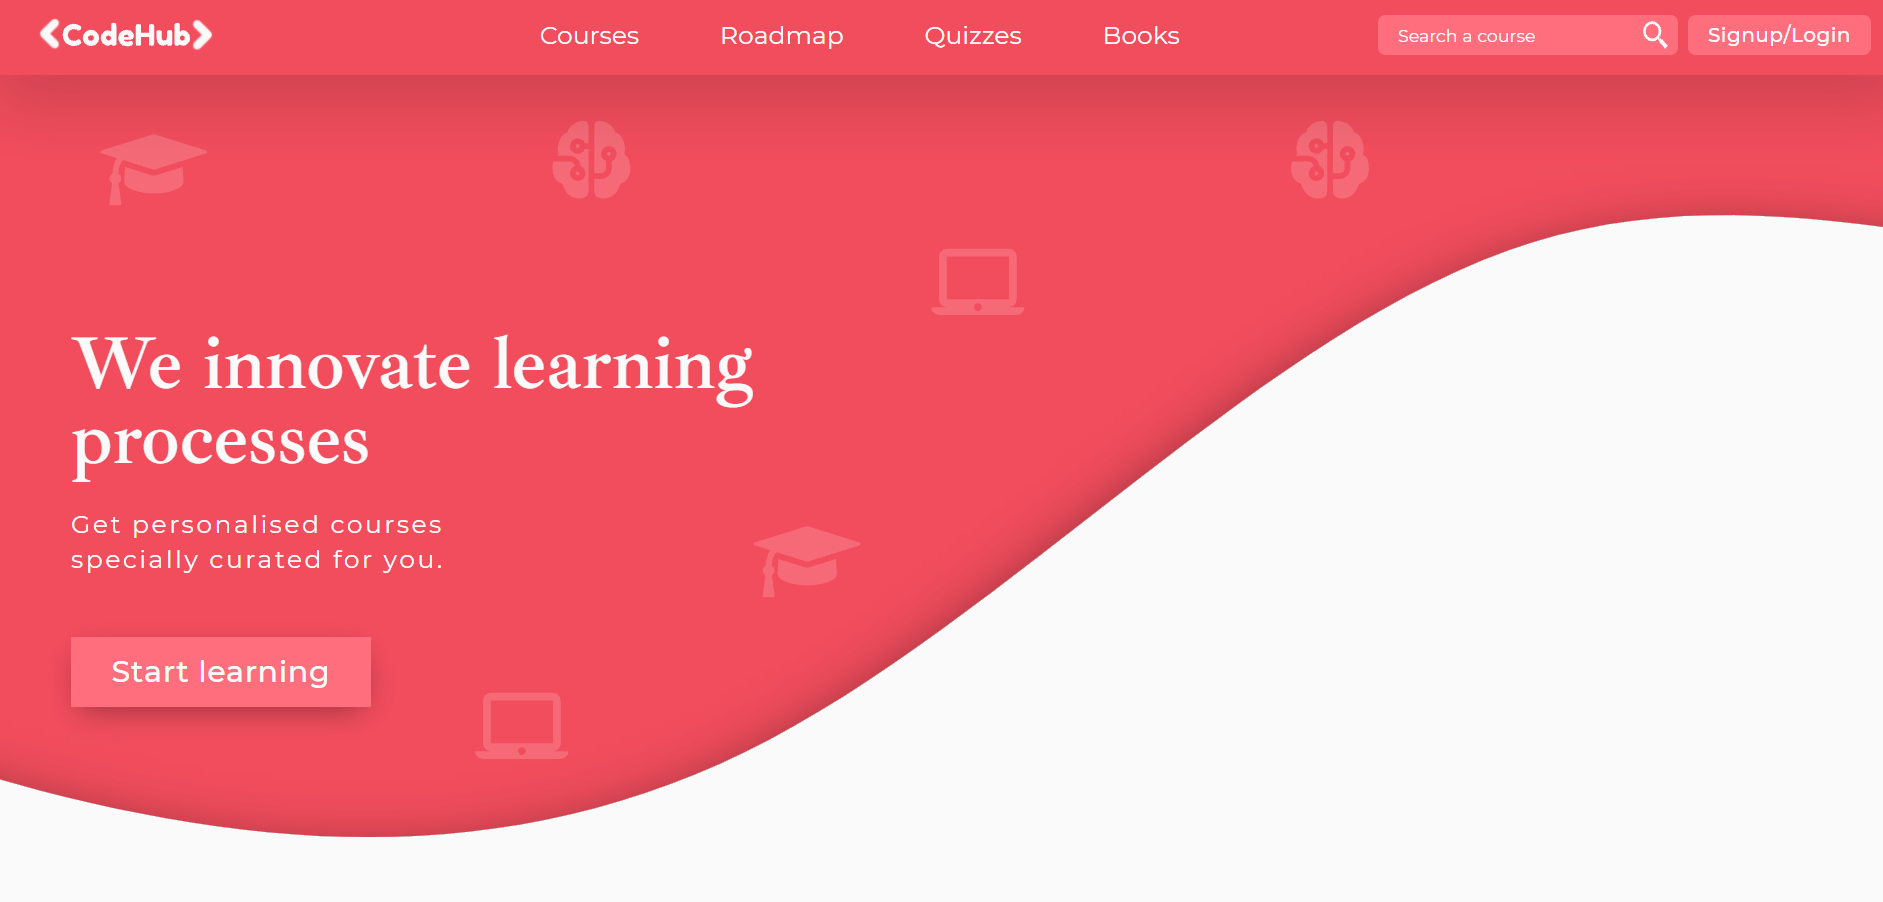 <CodeHub>
Courses
Roadmap
Quizzes
Books
Search a course
Signup/Login
We innovate learning
processes
Get personalised courses
specially curated for you.
Start learning